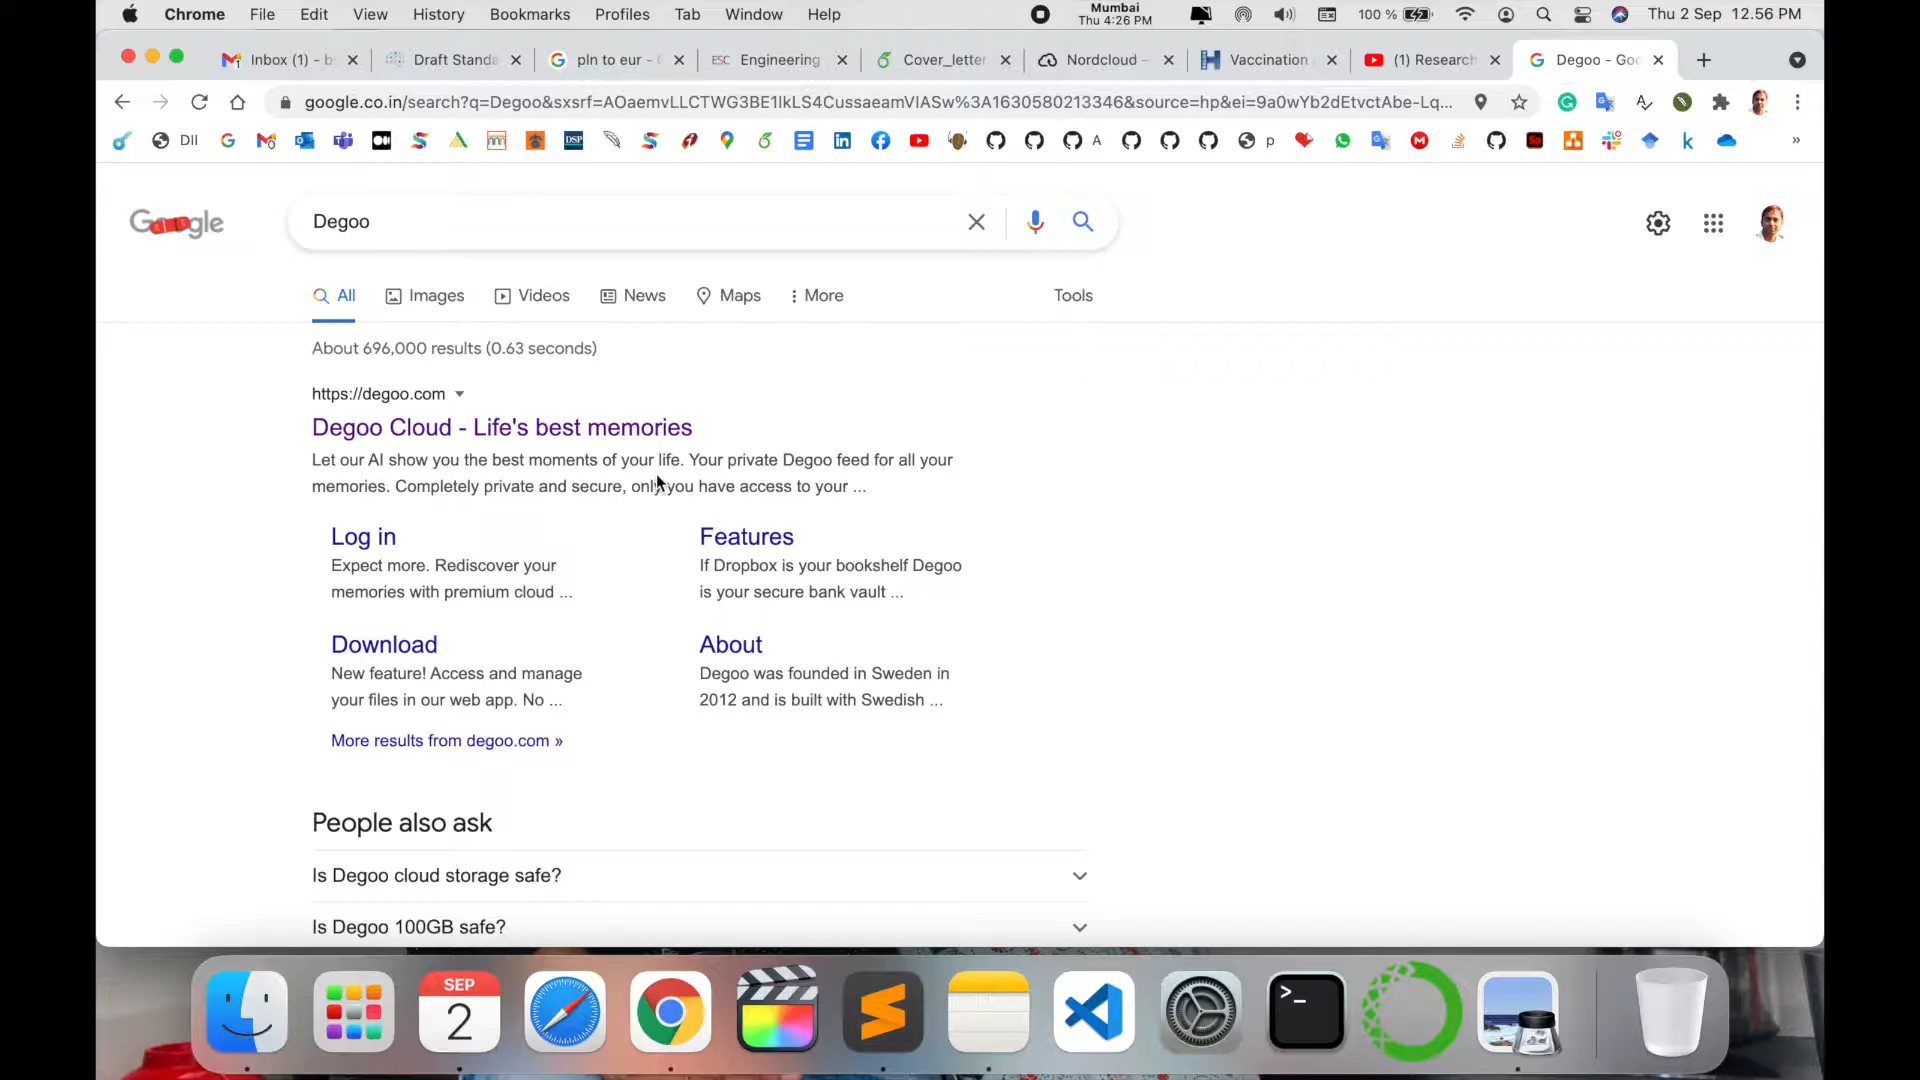 Chrome File Edit View History Bookmarks Profiles Tab Window Help Mumbai 100 % Thu 2 Sep 12.56 PM
Thu 4:26 PM
Inbox (1) - b Draft Standa pln to eur - ESC Engineering Cover_letter Nordcloud - Vaccination (1) Research Degoo - Goo
google.co.in/search?q=Degoo&sxsrf=AOaemvLLCTWG3BE1lkLS4CussaeamVIASw%3A1630580213346&source=hp&ei=9a0wYb2dEtvctAbe-Lq...
DII DSP A p k »
Google Degoo
All Images Videos News Maps More Tools
About 696,000 results (0.63 seconds)
https://degoo.com
Degoo Cloud - Life's best memories
Let our AI show you the best moments of your life. Your private Degoo feed for all your
memories. Completely private and secure, only you have access to your ...
Log in
Expect more. Rediscover your
memories with premium cloud ...
Features
If Dropbox is your bookshelf Degoo
is your secure bank vault ...
Download
New feature! Access and manage
your files in our web app. No ...
About
Degoo was founded in Sweden in
2012 and is built with Swedish ...
More results from degoo.com »
People also ask
Is Degoo cloud storage safe?
Is Degoo 100GB safe?
SEP
2